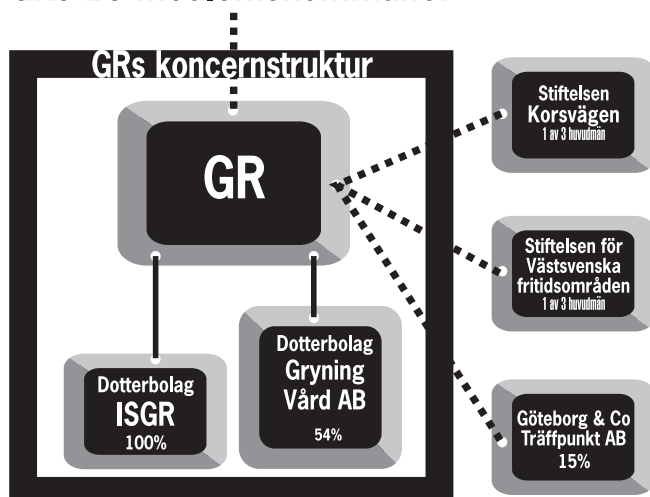 GRs koncernstruktur
GR
Dotterbolag
ISGR
100%
Dotterbolag
Gryning
Vård AB
54%
Stiftelsen
Korsvägen
1 av 3 huvudmän
Stiftelsen för
Västsvenska
fritidsområden
1 av 3 huvudmän
Göteborg & Co
Träffpunkt AB
15%